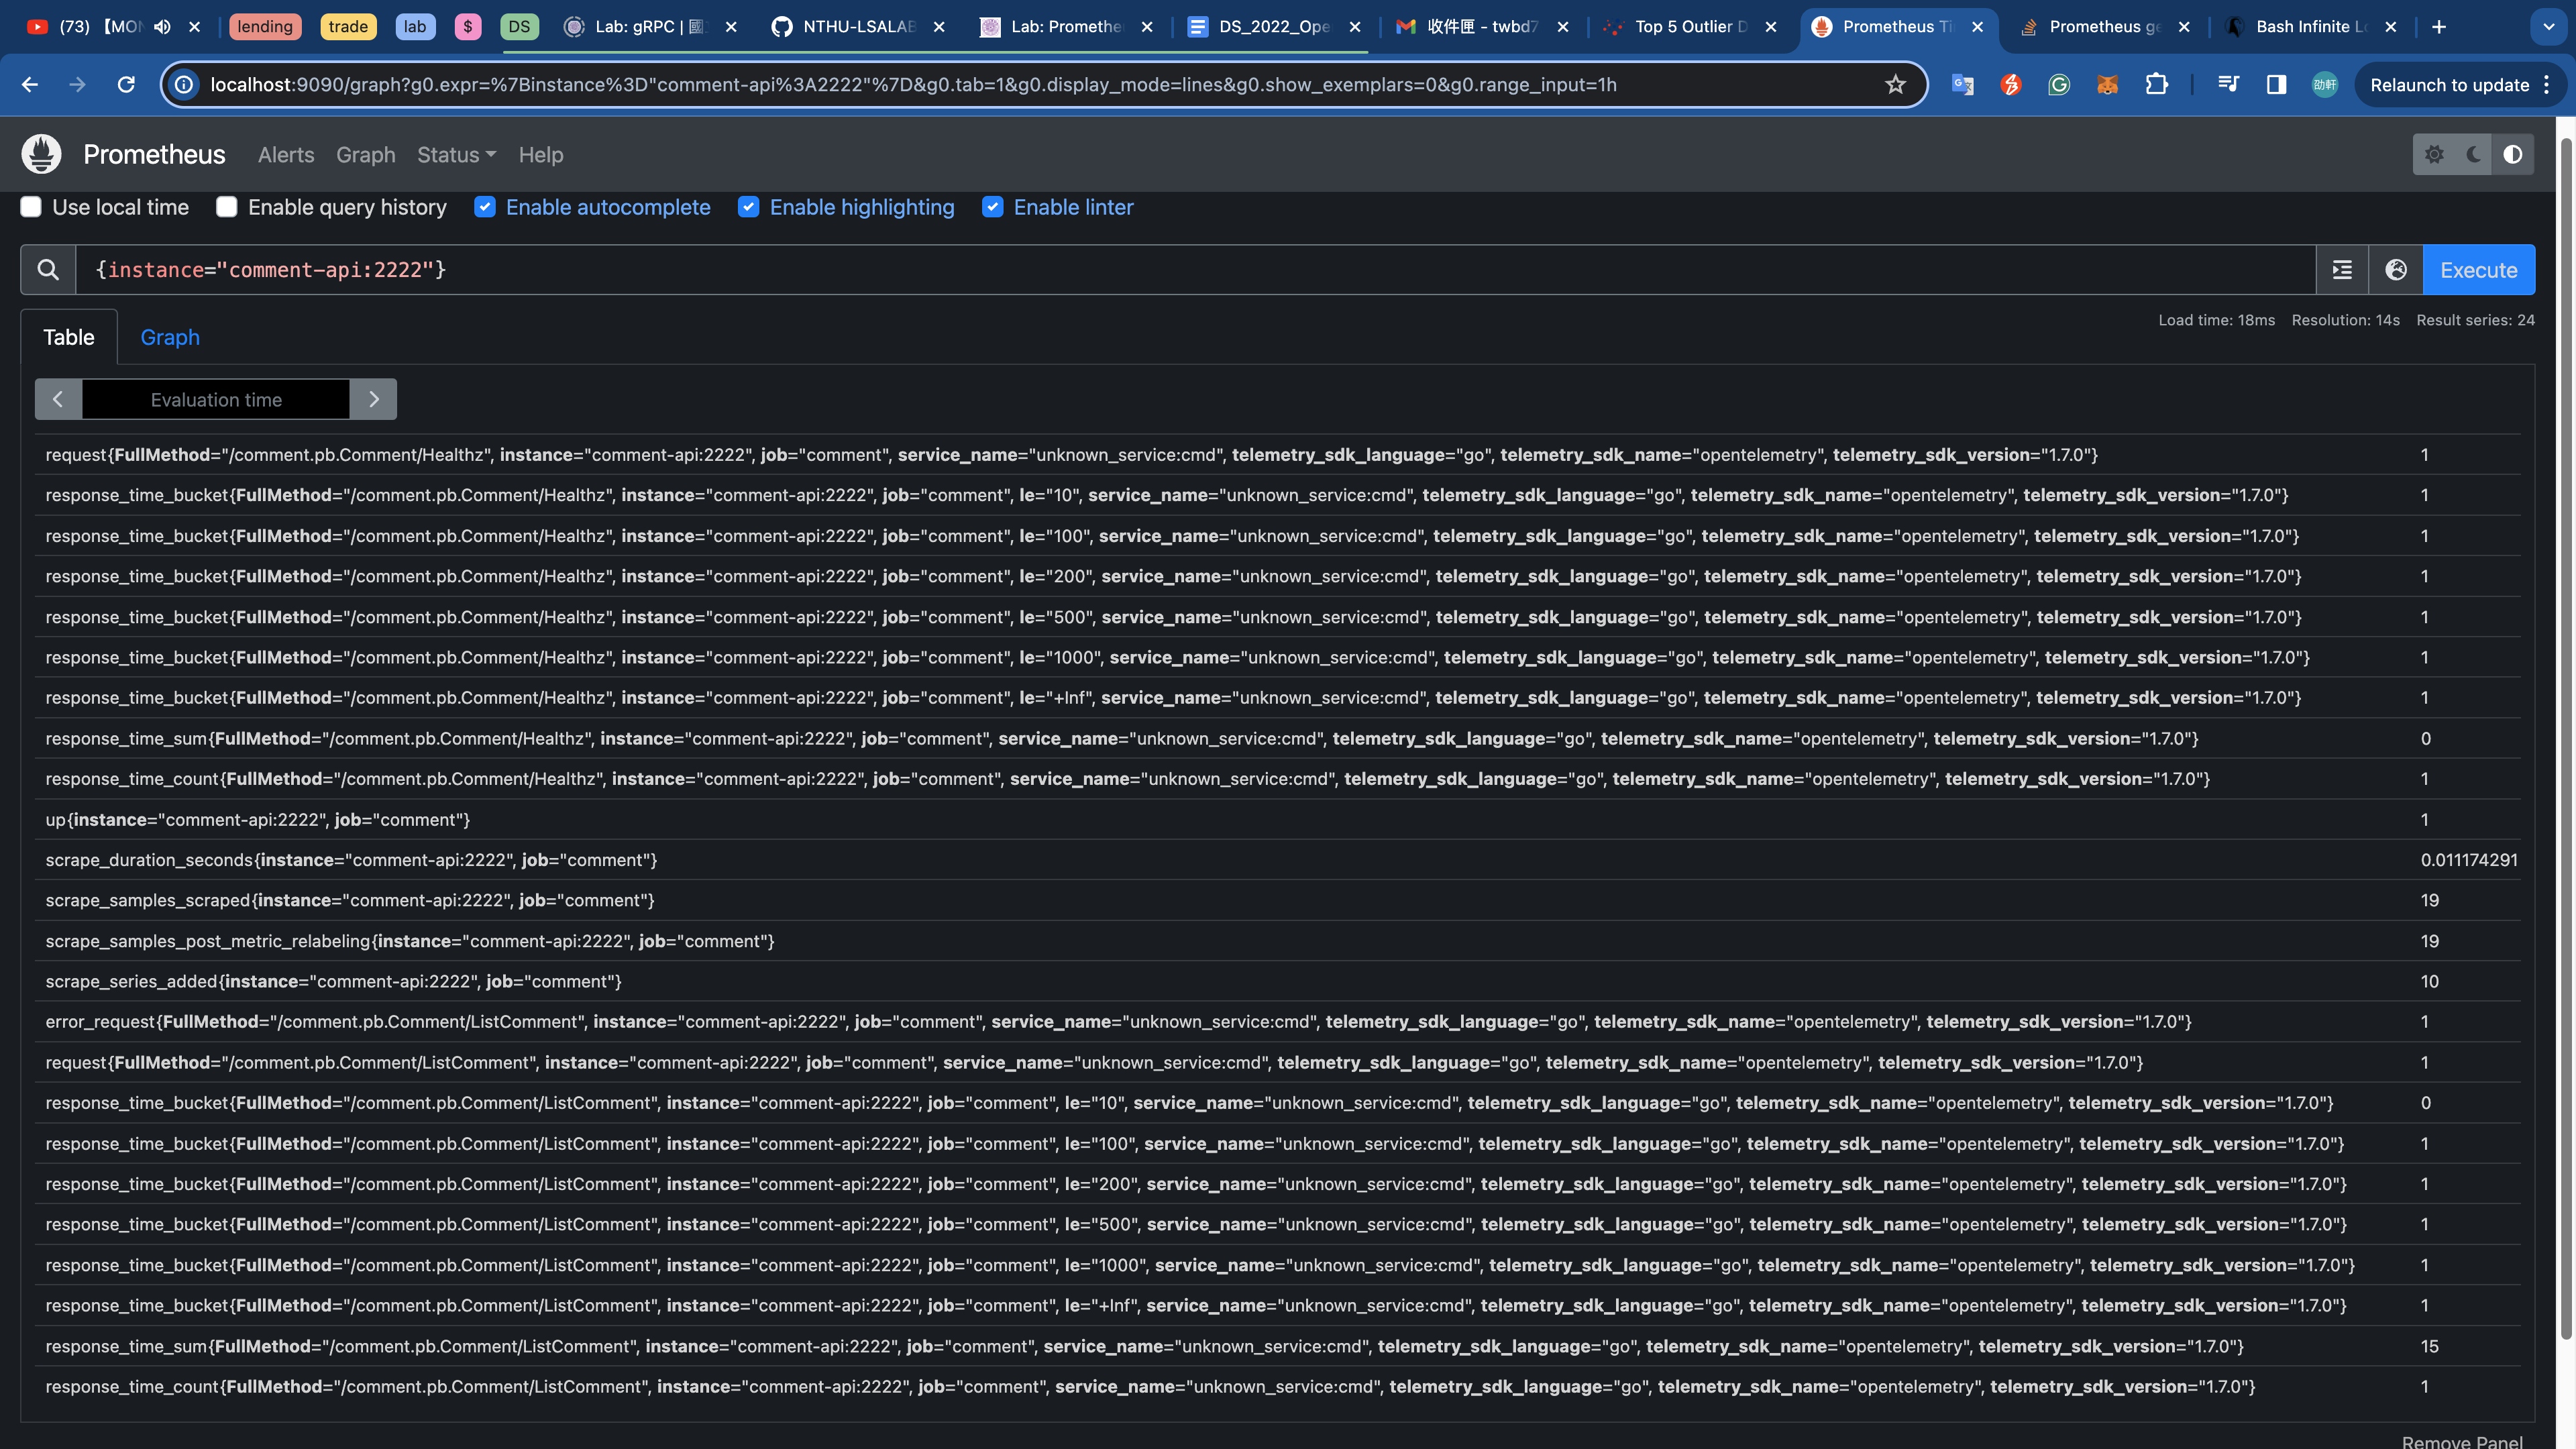 (73) 【MON
lending
trade
lab
$
DS
Lab: gRPC | 國
NTHU-LSALAB
Lab: Promethe
DS_2022_Ope
收件匣 - twbd7
Top 5 Outlier D
Prometheus Ti
Prometheus ge
Bash Infinite Lo
localhost:9090/graph?g0.expr=%7Binstance%3D"comment-api%3A2222"%7D&g0.tab=1&g0.display_mode=lines&g0.show_exemplars=0&g0.range_input=1h
劭軒
Relaunch to update
Prometheus Alerts Graph Status Help
Use local time Enable query history Enable autocomplete Enable highlighting Enable linter
{instance="comment-api:2222"}
Execute
Table Graph
Load time: 18ms Resolution: 14s Result series: 24
Evaluation time
request{FullMethod="/comment.pb.Comment/Healthz", instance="comment-api:2222", job="comment", service_name="unknown_service:cmd", telemetry_sdk_language="go", telemetry_sdk_name="opentelemetry", telemetry_sdk_version="1.7.0"} 1
response_time_bucket{FullMethod="/comment.pb.Comment/Healthz", instance="comment-api:2222", job="comment", le="10", service_name="unknown_service:cmd", telemetry_sdk_language="go", telemetry_sdk_name="opentelemetry", telemetry_sdk_version="1.7.0"} 1
response_time_bucket{FullMethod="/comment.pb.Comment/Healthz", instance="comment-api:2222", job="comment", le="100", service_name="unknown_service:cmd", telemetry_sdk_language="go", telemetry_sdk_name="opentelemetry", telemetry_sdk_version="1.7.0"} 1
response_time_bucket{FullMethod="/comment.pb.Comment/Healthz", instance="comment-api:2222", job="comment", le="200", service_name="unknown_service:cmd", telemetry_sdk_language="go", telemetry_sdk_name="opentelemetry", telemetry_sdk_version="1.7.0"} 1
response_time_bucket{FullMethod="/comment.pb.Comment/Healthz", instance="comment-api:2222", job="comment", le="500", service_name="unknown_service:cmd", telemetry_sdk_language="go", telemetry_sdk_name="opentelemetry", telemetry_sdk_version="1.7.0"} 1
response_time_bucket{FullMethod="/comment.pb.Comment/Healthz", instance="comment-api:2222", job="comment", le="1000", service_name="unknown_service:cmd", telemetry_sdk_language="go", telemetry_sdk_name="opentelemetry", telemetry_sdk_version="1.7.0"} 1
response_time_bucket{FullMethod="/comment.pb.Comment/Healthz", instance="comment-api:2222", job="comment", le="+Inf", service_name="unknown_service:cmd", telemetry_sdk_language="go", telemetry_sdk_name="opentelemetry", telemetry_sdk_version="1.7.0"} 1
response_time_sum{FullMethod="/comment.pb.Comment/Healthz", instance="comment-api:2222", job="comment", service_name="unknown_service:cmd", telemetry_sdk_language="go", telemetry_sdk_name="opentelemetry", telemetry_sdk_version="1.7.0"} 0
response_time_count{FullMethod="/comment.pb.Comment/Healthz", instance="comment-api:2222", job="comment", service_name="unknown_service:cmd", telemetry_sdk_language="go", telemetry_sdk_name="opentelemetry", telemetry_sdk_version="1.7.0"} 1
up{instance="comment-api:2222", job="comment"} 1
scrape_duration_seconds{instance="comment-api:2222", job="comment"} 0.011174291
scrape_samples_scraped{instance="comment-api:2222", job="comment"} 19
scrape_samples_post_metric_relabeling{instance="comment-api:2222", job="comment"} 19
scrape_series_added{instance="comment-api:2222", job="comment"} 10
error_request{FullMethod="/comment.pb.Comment/ListComment", instance="comment-api:2222", job="comment", service_name="unknown_service:cmd", telemetry_sdk_language="go", telemetry_sdk_name="opentelemetry", telemetry_sdk_version="1.7.0"} 1
request{FullMethod="/comment.pb.Comment/ListComment", instance="comment-api:2222", job="comment", service_name="unknown_service:cmd", telemetry_sdk_language="go", telemetry_sdk_name="opentelemetry", telemetry_sdk_version="1.7.0"} 1
response_time_bucket{FullMethod="/comment.pb.Comment/ListComment", instance="comment-api:2222", job="comment", le="10", service_name="unknown_service:cmd", telemetry_sdk_language="go", telemetry_sdk_name="opentelemetry", telemetry_sdk_version="1.7.0"} 0
response_time_bucket{FullMethod="/comment.pb.Comment/ListComment", instance="comment-api:2222", job="comment", le="100", service_name="unknown_service:cmd", telemetry_sdk_language="go", telemetry_sdk_name="opentelemetry", telemetry_sdk_version="1.7.0"} 1
response_time_bucket{FullMethod="/comment.pb.Comment/ListComment", instance="comment-api:2222", job="comment", le="200", service_name="unknown_service:cmd", telemetry_sdk_language="go", telemetry_sdk_name="opentelemetry", telemetry_sdk_version="1.7.0"} 1
response_time_bucket{FullMethod="/comment.pb.Comment/ListComment", instance="comment-api:2222", job="comment", le="500", service_name="unknown_service:cmd", telemetry_sdk_language="go", telemetry_sdk_name="opentelemetry", telemetry_sdk_version="1.7.0"} 1
response_time_bucket{FullMethod="/comment.pb.Comment/ListComment", instance="comment-api:2222", job="comment", le="1000", service_name="unknown_service:cmd", telemetry_sdk_language="go", telemetry_sdk_name="opentelemetry", telemetry_sdk_version="1.7.0"} 1
response_time_bucket{FullMethod="/comment.pb.Comment/ListComment", instance="comment-api:2222", job="comment", le="+Inf", service_name="unknown_service:cmd", telemetry_sdk_language="go", telemetry_sdk_name="opentelemetry", telemetry_sdk_version="1.7.0"} 1
response_time_sum{FullMethod="/comment.pb.Comment/ListComment", instance="comment-api:2222", job="comment", service_name="unknown_service:cmd", telemetry_sdk_language="go", telemetry_sdk_name="opentelemetry", telemetry_sdk_version="1.7.0"} 15
response_time_count{FullMethod="/comment.pb.Comment/ListComment", instance="comment-api:2222", job="comment", service_name="unknown_service:cmd", telemetry_sdk_language="go", telemetry_sdk_name="opentelemetry", telemetry_sdk_version="1.7.0"} 1
Remove Panel